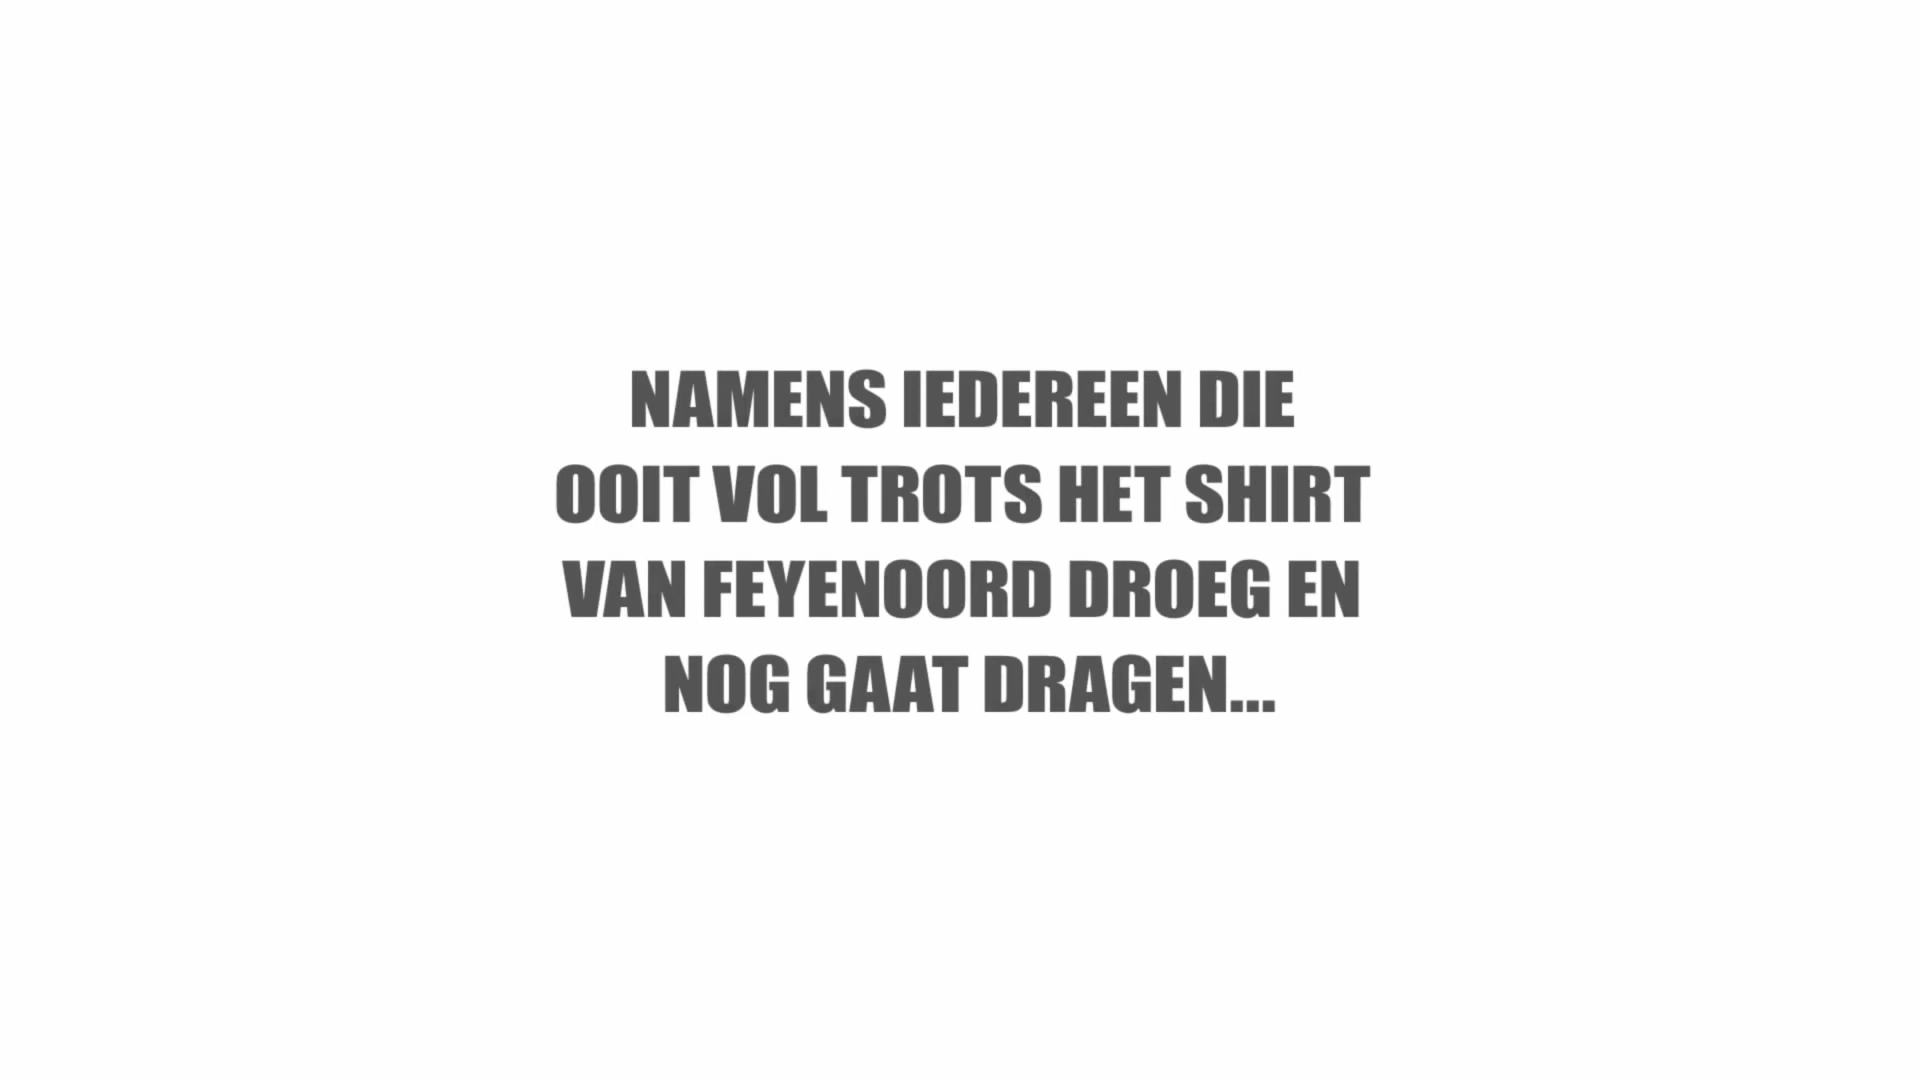 NAMENS IEDEREEN DIE
OOIT VOL TROTS HET SHIRT
VAN FEYENOORD DROEG EN
NOG GAAT DRAGEN...